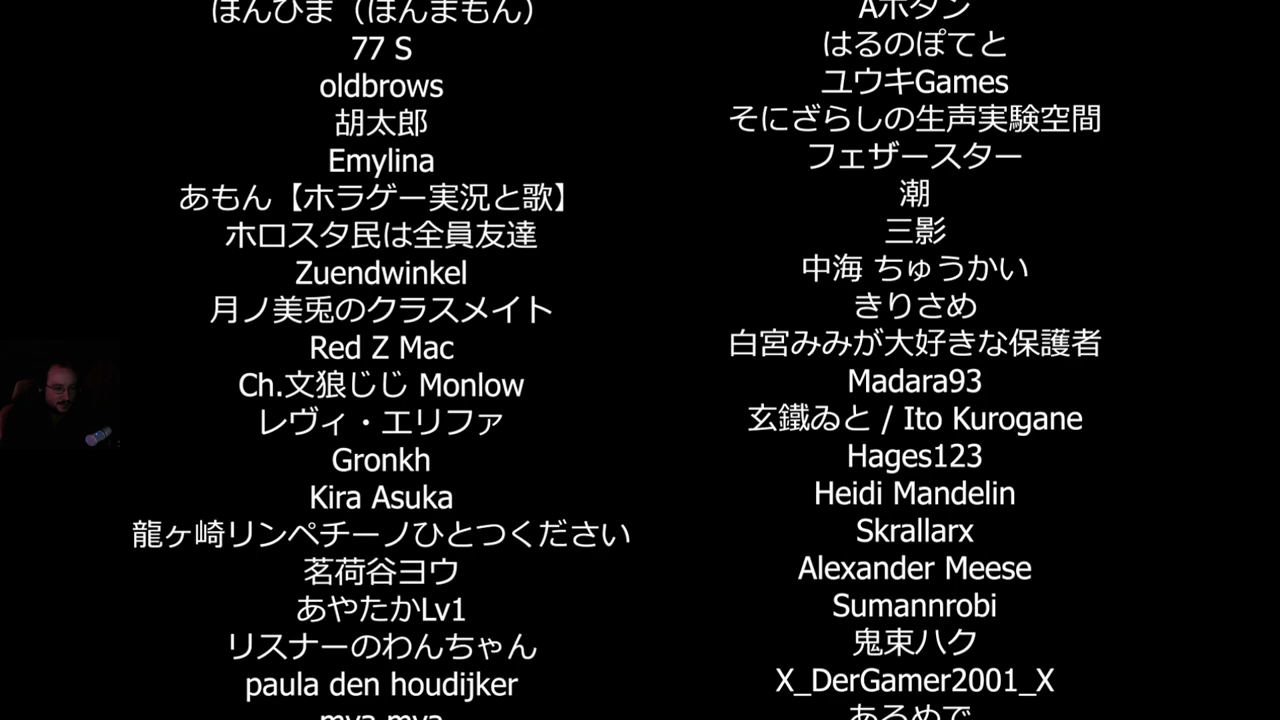 ほんひま（ほんまもん）
77 S
oldbrows
胡太郎
Emylina
あもん【ホラゲー実況と歌】
ホロスタ民は全員友達
Zuendwinkel
月ノ美兎のクラスメイト
Red Z Mac
Ch.文狼じじ Monlow
レヴィ・エリファ
Gronkh
Kira Asuka
龍ヶ崎リンペチーノひとつください
茗荷谷ヨウ
あやたかLv1
リスナーのわんちゃん
paula den houdijker
mya mya
Aボタン
はるのぽてと
ユウキGames
そにざらしの生声実験空間
フェザースター
潮
三影
中海 ちゅうかい
きりさめ
白宮みみが大好きな保護者
Madara93
玄鐵ゐと / Ito Kurogane
Hages123
Heidi Mandelin
Skrallarx
Alexander Meese
Sumannrobi
鬼束ハク
X_DerGamer2001_X
あるめで